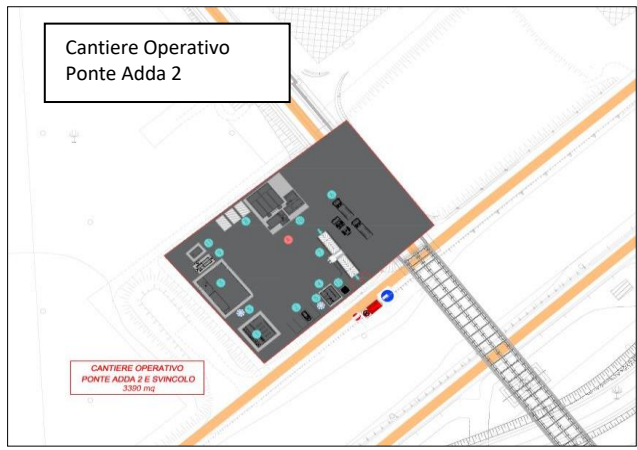 Cantiere Operativo
Ponte Adda 2
CANTIERE OPERATIVO
PONTE ADDA 2 E SVINCOLO
3390 mq